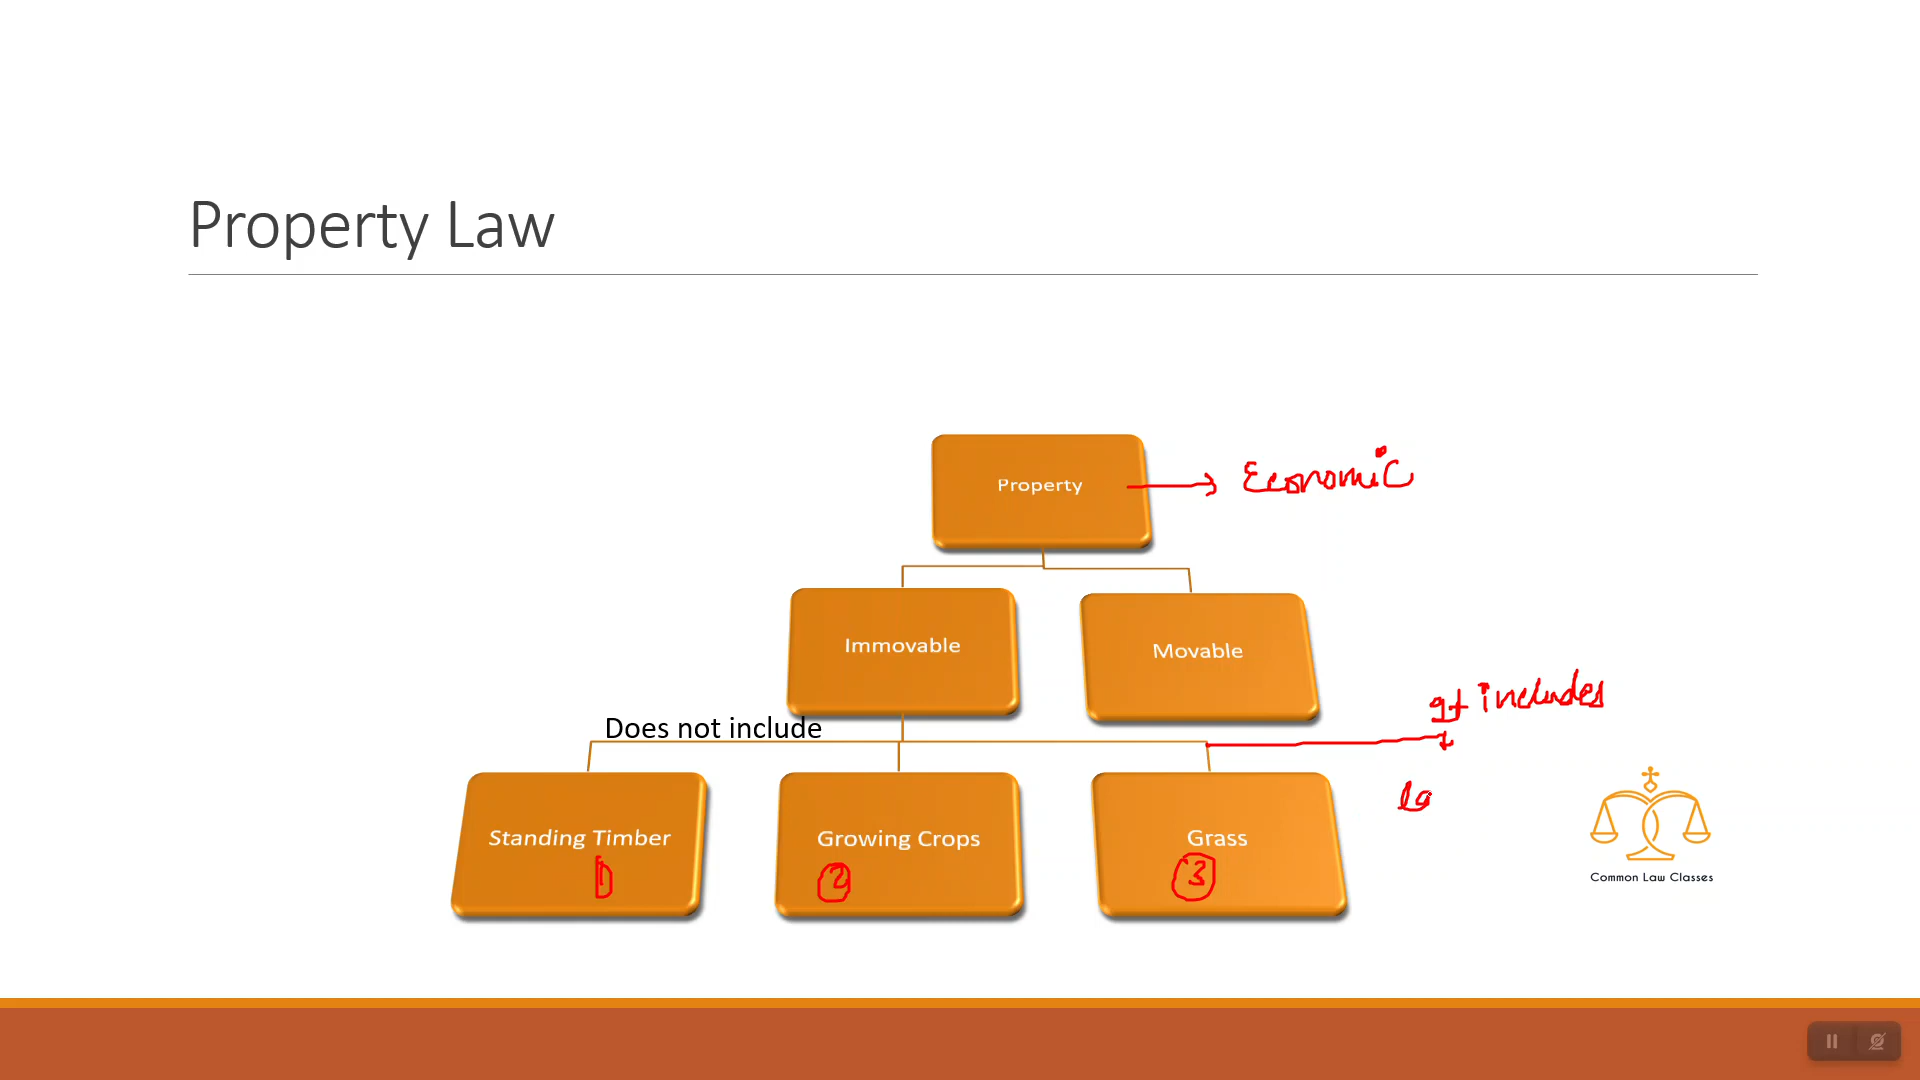 Property Law
Property
Economic
Immovable
Movable
It includes
Does not include
la
Standing Timber
Growing Crops
Grass
1
2
3
Common Law Classes